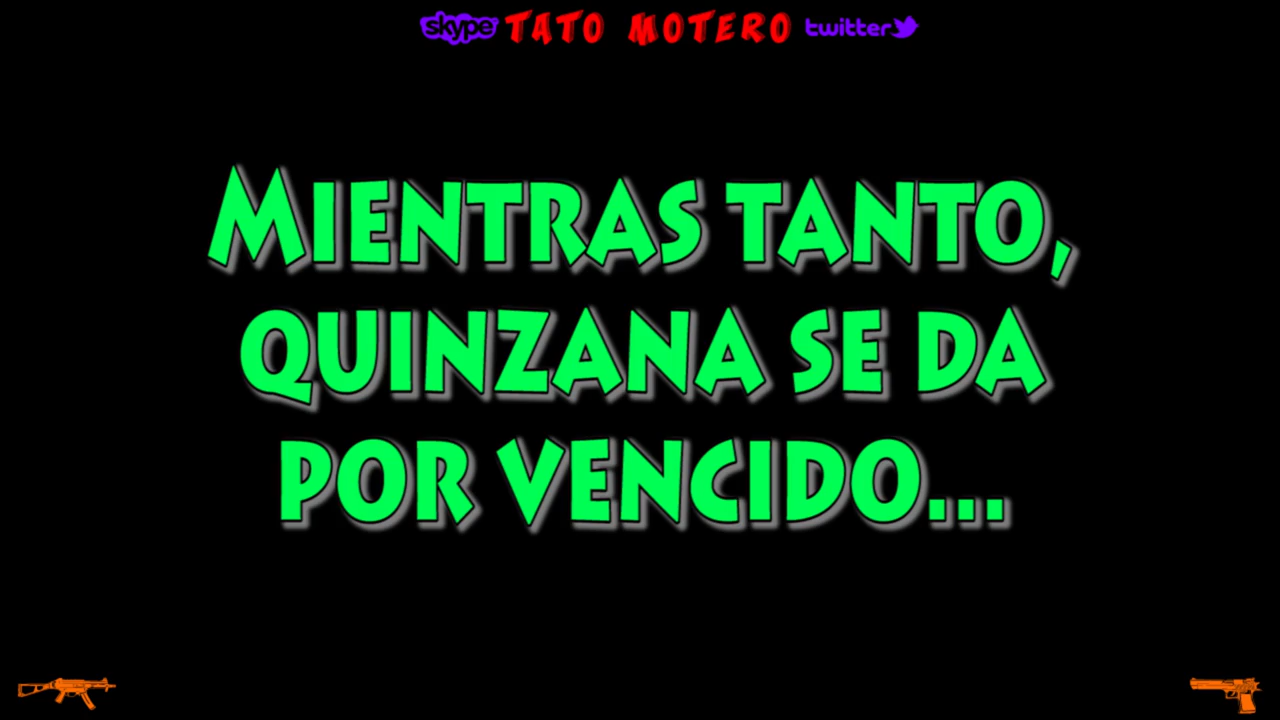 skype TATO MOTERO twitter
MIENTRAS TANTO,
QUINZANA SE DA
POR VENCIDO...